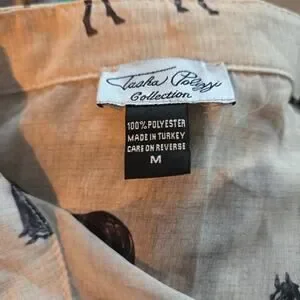 Tasha Polizzi
Collection
100% POLYESTER
MADE IN TURKEY
CARE ON REVERSE
M